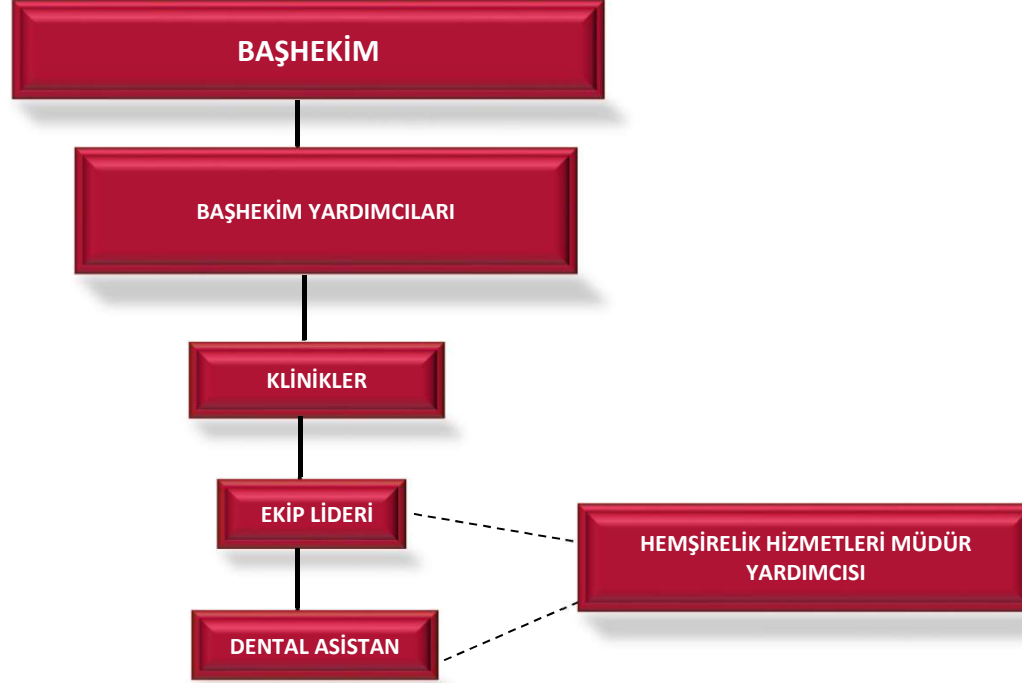 BAŞHEKİM
BAŞHEKİM YARDIMCILARI
KLİNİKLER
EKİP LİDERİ
HEMŞİRELİK HİZMETLERİ MÜDÜR
YARDIMCISI
DENTAL ASİSTAN